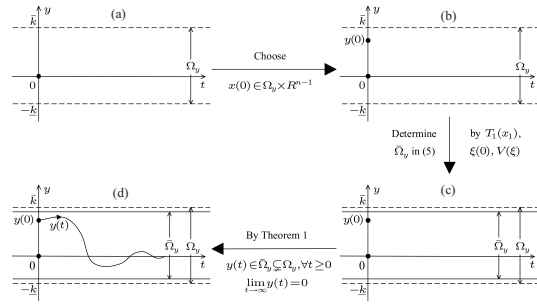 (a)
y
k̄
Ω_y
0
t
−k̲
Choose
x(0)∈Ω_y×R^{n−1}
(b)
y
k̄
y(0)
Ω_y
0
t
−k̲
Determine
Ω̄_y in (5)
by T_1(x_1),
ξ(0), V(ξ)
(c)
y
k̄
y(0)
Ω̄_y
Ω_y
0
t
−k̲
By Theorem 1
y(t)∈Ω̄_y⊊Ω_y,∀t≥0
lim_{t→∞} y(t)=0
(d)
y
k̄
y(0)
y(t)
Ω̄_y
Ω_y
0
t
−k̲